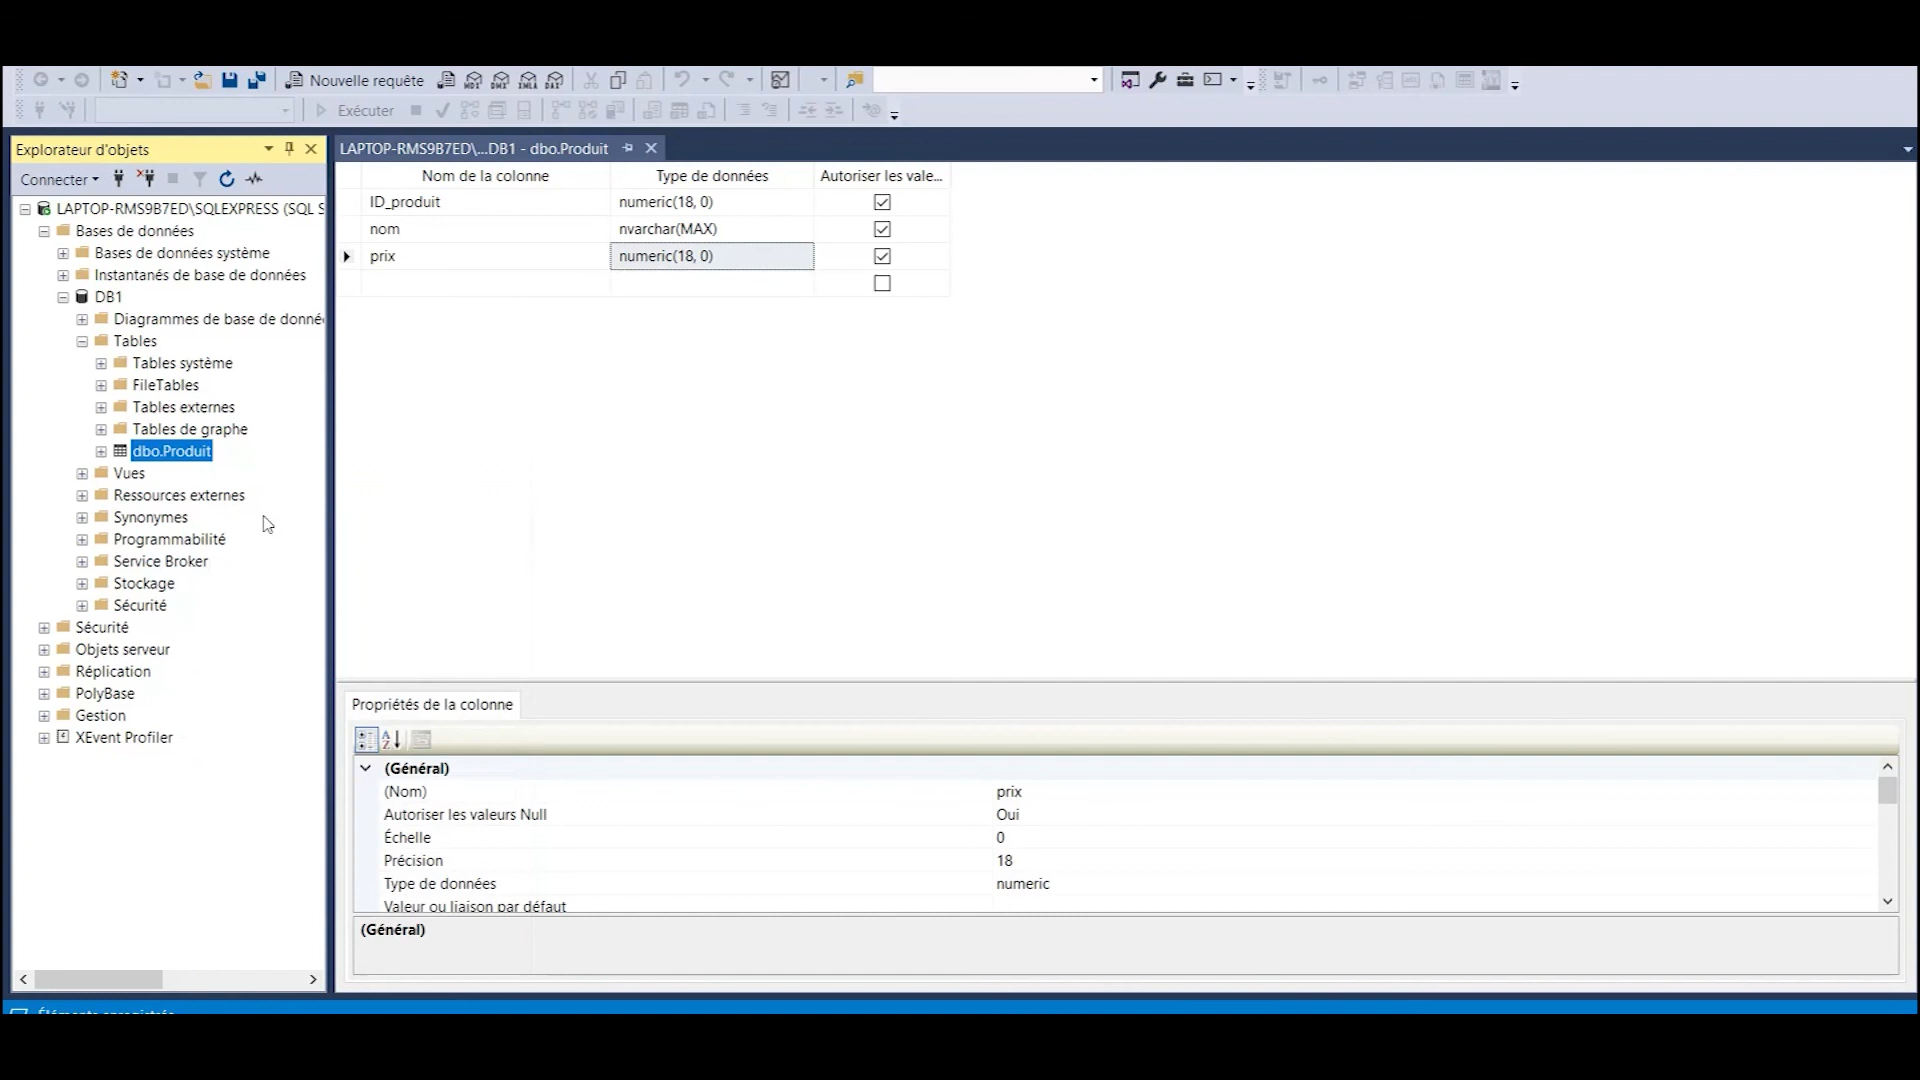 Nouvelle requête
MDX DMX XMLA DAX
Exécuter
Explorateur d'objets
Connecter
LAPTOP-RMS9B7ED\SQLEXPRESS (SQL S
Bases de données
Bases de données système
Instantanés de base de données
DB1
Diagrammes de base de donné
Tables
Tables système
FileTables
Tables externes
Tables de graphe
dbo.Produit
Vues
Ressources externes
Synonymes
Programmabilité
Service Broker
Stockage
Sécurité
Sécurité
Objets serveur
Réplication
PolyBase
Gestion
XEvent Profiler
LAPTOP-RMS9B7ED\...DB1 - dbo.Produit
Nom de la colonne Type de données Autoriser les vale...
ID_produit numeric(18, 0)
nom nvarchar(MAX)
prix numeric(18, 0)
Propriétés de la colonne
(Général)
(Nom) prix
Autoriser les valeurs Null Oui
Échelle 0
Précision 18
Type de données numeric
Valeur ou liaison par défaut
(Général)